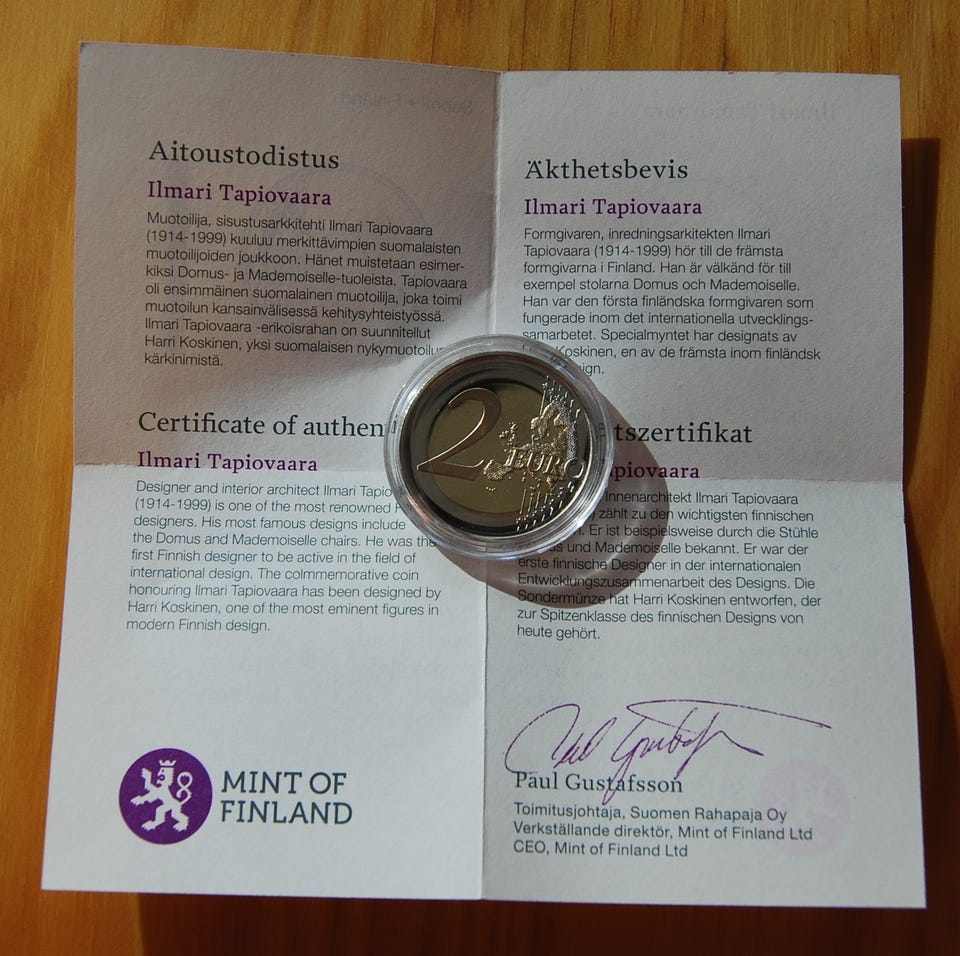 Aitoustodistus
Ilmari Tapiovaara
Muotoilija, sisustusarkkitehti Ilmari Tapiovaara
(1914-1999) kuuluu merkittävimpien suomalaisten
muotoilijoiden joukkoon. Hänet muistetaan esimer-
kiksi Domus- ja Mademoiselle-tuoleista. Tapiovaara
oli ensimmäinen suomalainen muotoilija, joka toimi
muotoilun kansainvälisessä kehitysyhteistyössä.
Ilmari Tapiovaara -erikoisrahan on suunnitellut
Harri Koskinen, yksi suomalaisen nykymuotoilun
kärkinimistä.
Äkthetsbevis
Ilmari Tapiovaara
Formgivaren, inredningsarkitekten Ilmari
Tapiovaara (1914-1999) hör till de främsta
formgivarna i Finland. Han är välkänd för till
exempel stolarna Domus och Mademoiselle.
Han var den första finländska formgivaren som
fungerade inom det internationella utvecklings-
samarbetet. Specialmyntet har designats av
Koskinen, en av de främsta inom finländsk
ign.
Certificate of authen
Ilmari Tapiovaara
Designer and interior architect Ilmari Tapio
(1914-1999) is one of the most renowned
designers. His most famous designs include
the Domus and Mademoiselle chairs. He was the
first Finnish designer to be active in the field of
international design. The colmmemorative coin
honouring Ilmari Tapiovaara has been designed by
Harri Koskinen, one of the most eminent figures in
modern Finnish design.
tszertifikat
piovaara
Innenarchitekt Ilmari Tapiovaara
) zählt zu den wichtigsten finnischen
n. Er ist beispielsweise durch die Stühle
us und Mademoiselle bekannt. Er war der
erste finnische Designer in der internationalen
Entwicklungszusammenarbeit des Designs. Die
Sondermünze hat Harri Koskinen entworfen, der
zur Spitzenklasse des finnischen Designs von
heute gehört.
2 EURO
MINT OF
FINLAND
Paul Gustafsson
Toimitusjohtaja, Suomen Rahapaja Oy
Verkställande direktör, Mint of Finland Ltd
CEO, Mint of Finland Ltd